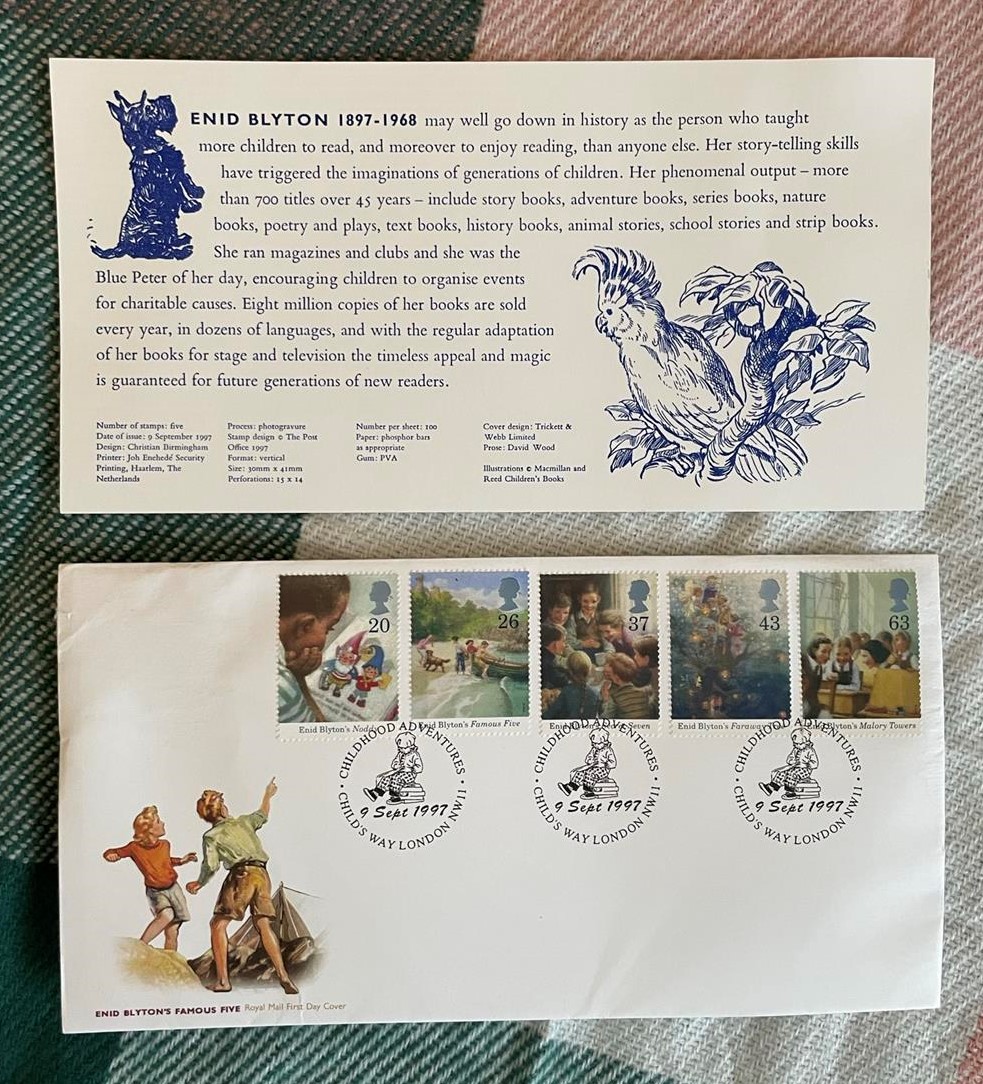 ENID BLYTON 1897-1968 may well go down in history as the person who taught
more children to read, and moreover to enjoy reading, than anyone else. Her story-telling skills
have triggered the imaginations of generations of children. Her phenomenal output – more
than 700 titles over 45 years – include story books, adventure books, series books, nature
books, poetry and plays, text books, history books, animal stories, school stories and strip books.
She ran magazines and clubs and she was the
Blue Peter of her day, encouraging children to organise events
for charitable causes. Eight million copies of her books are sold
every year, in dozens of languages, and with the regular adaptation
of her books for stage and television the timeless appeal and magic
is guaranteed for future generations of new readers.
Number of stamps: five
Date of issue: 9 September 1997
Design: Christian Birmingham
Printer: Joh Enchedé Security
Printing, Haarlem, The
Netherlands
Process: photogravure
Stamp design © The Post
Office 1997
Format: vertical
Size: 30mm x 41mm
Perforations: 15 x 14
Number per sheet: 100
Paper: phosphor bars
as appropriate
Gum: PVA
Cover design: Trickett &
Webb Limited
Prose: David Wood
Illustrations © Macmillan and
Reed Children's Books
20
26
37
43
63
Enid Blyton's Noddy
Enid Blyton's Famous Five
Seven
Enid Blyton's Faraway
Blyton's Malory Towers
CHILDHOOD ADVENTURES
9 Sept 1997
CHILD'S WAY LONDON NW11
CHILDHOOD ADVENTURES
9 Sept 1997
CHILD'S WAY LONDON NW11
CHILDHOOD ADVENTURES
9 Sept 1997
CHILD'S WAY LONDON NW11
ENID BLYTON'S FAMOUS FIVE Royal Mail First Day Cover